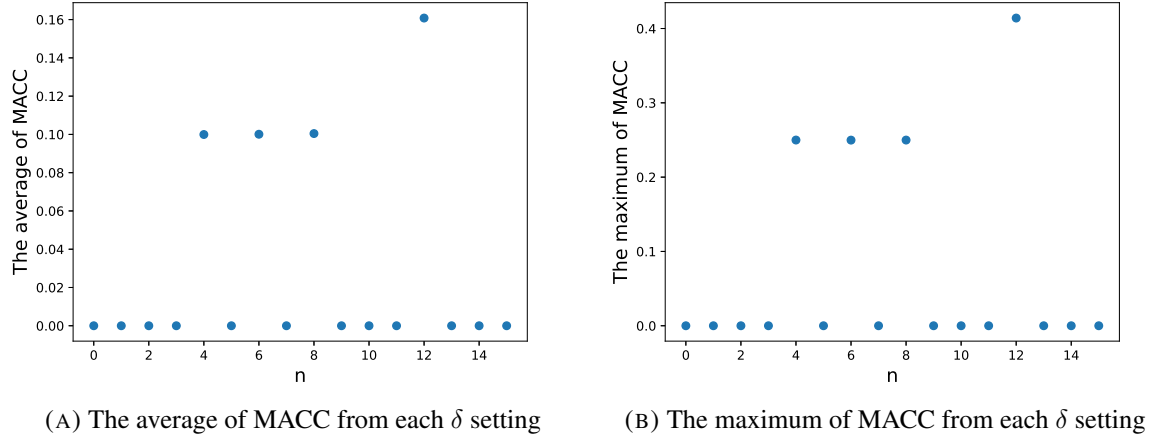 0.16
0.14
0.12
0.10
0.08
0.06
0.04
0.02
0.00
The average of MACC
0 2 4 6 8 10 12 14
n
(A) The average of MACC from each δ setting
0.4
0.3
0.2
0.1
0.0
The maximum of MACC
0 2 4 6 8 10 12 14
n
(B) The maximum of MACC from each δ setting